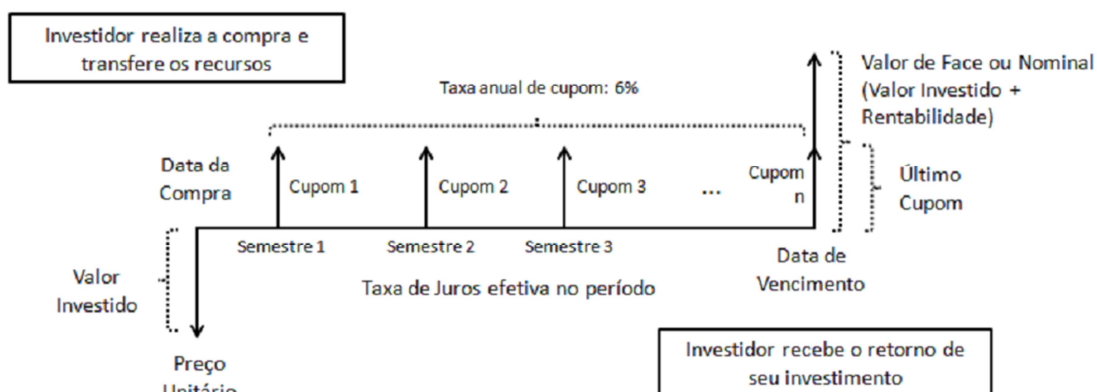 Investidor realiza a compra e
transfere os recursos
Taxa anual de cupom: 6%
Valor de Face ou Nominal
(Valor Investido +
Rentabilidade)
Data da
Compra
Cupom 1
Cupom 2
Cupom 3
...
Cupom
n
Último
Cupom
Semestre 1
Semestre 2
Semestre 3
Data de
Vencimento
Valor
Investido
Taxa de Juros efetiva no período
Preço
Unitário
Investidor recebe o retorno de
seu investimento